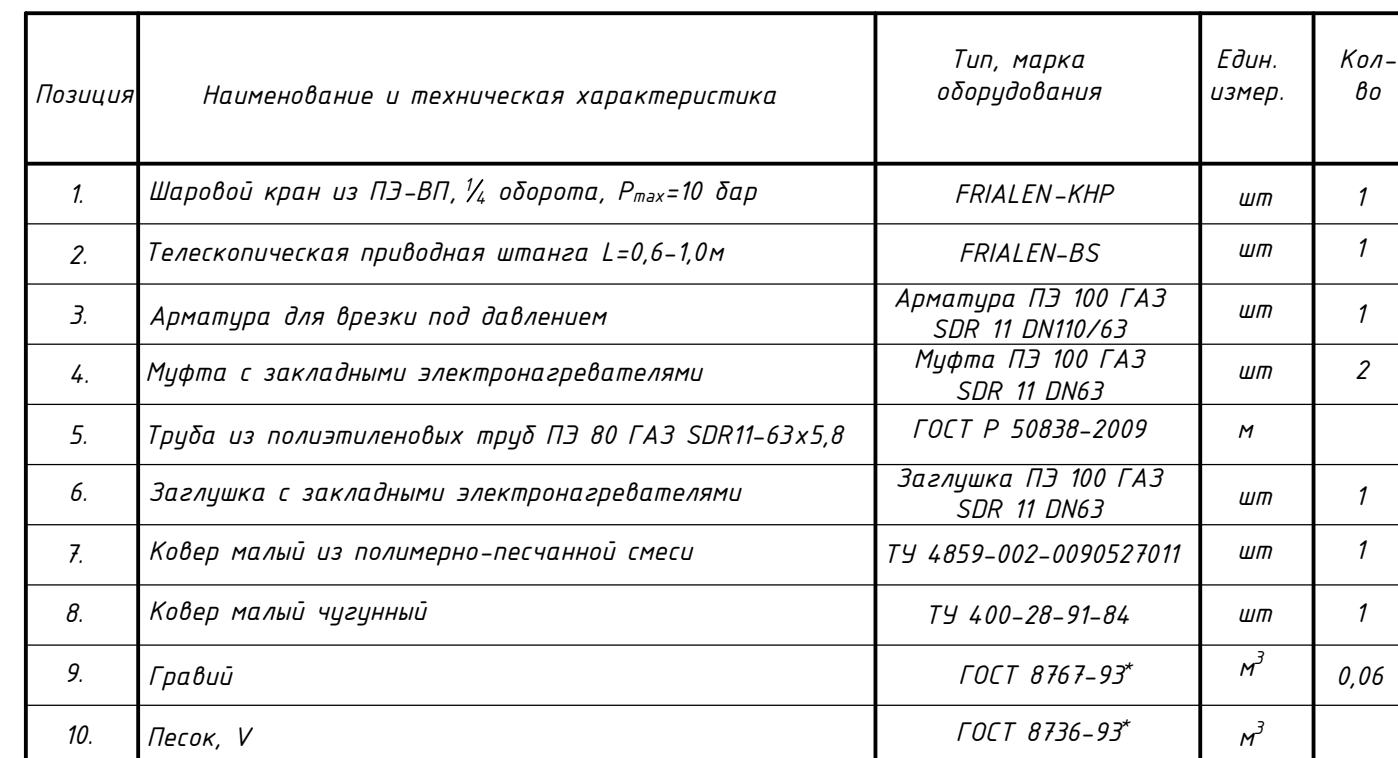 Позиция Наименование и техническая характеристика Тип, марка оборудования Един. измер. Кол-во
1. Шаровой кран из ПЭ-ВП, ¼ оборота, Pmax=10 бар FRIALEN-KHP шт 1
2. Телескопическая приводная штанга L=0,6-1,0м FRIALEN-BS шт 1
3. Арматура для врезки под давлением Арматура ПЭ 100 ГАЗ SDR 11 DN110/63 шт 1
4. Муфта с закладными электронагревателями Муфта ПЭ 100 ГАЗ SDR 11 DN63 шт 2
5. Труба из полиэтиленовых труб ПЭ 80 ГАЗ SDR11-63х5,8 ГОСТ Р 50838-2009 м
6. Заглушка с закладными электронагревателями Заглушка ПЭ 100 ГАЗ SDR 11 DN63 шт 1
7. Ковер малый из полимерно-песчанной смеси ТУ 4859-002-0090527011 шт 1
8. Ковер малый чугунный ТУ 400-28-91-84 шт 1
9. Гравий ГОСТ 8767-93* м³ 0,06
10. Песок, V ГОСТ 8736-93* м³